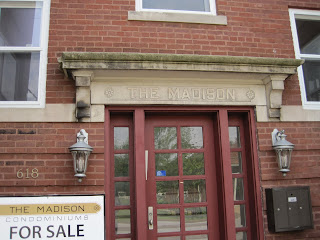 THE MADISON
618
THE MADISON
CONDOMINIUMS
FOR SALE